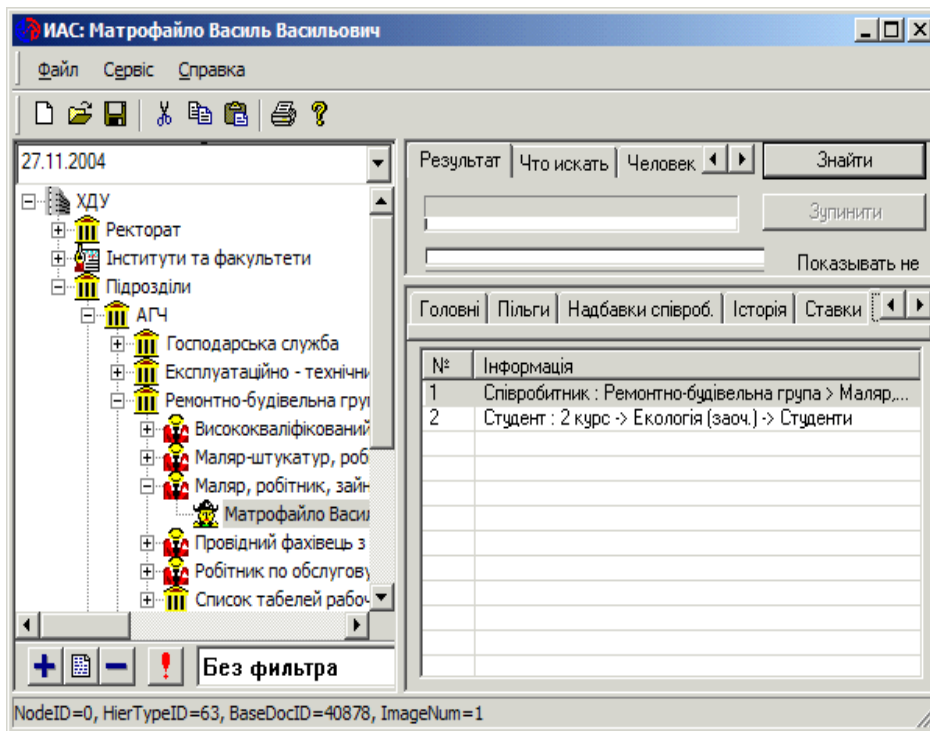 ИАС: Матрофайло Василь Васильович
Файл Сервіс Справка
27.11.2004
ХДУ
Ректорат
Інститути та факультети
Підрозділи
АГЧ
Господарська служба
Експлуатаційно - технічни
Ремонтно-будівельна гру
Висококваліфікований
Маляр-штукатур, роб
Маляр, робітник, зайн
Матрофайло Васил
Провідний фахівець з
Робітник по обслугову
Список табелей рабоч
Без фильтра
Результат Что искать Человек Знайти
Зупинити
Показывать не
Головні Пільги Надбавки співроб. Історія Ставки
№ Інформація
1 Співробитник : Ремонтно-будівельна група > Маляр,...
2 Студент : 2 курс -> Екологія (заоч.) -> Студенти
NodeID=0, HierTypeID=63, BaseDocID=40878, ImageNum=1